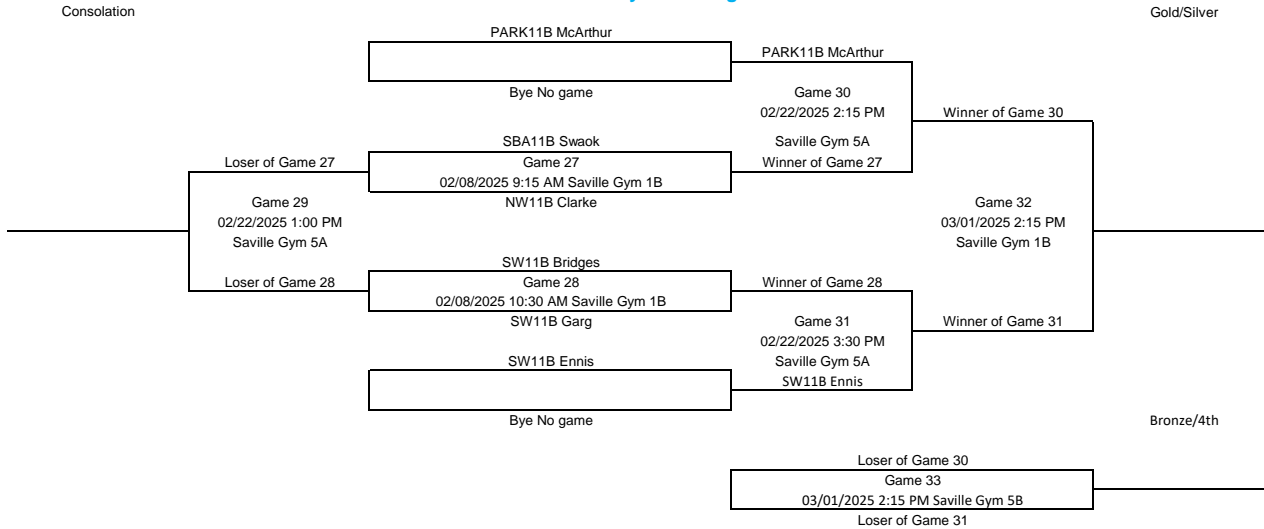 Consolation
Gold/Silver
PARK11B McArthur
PARK11B McArthur
Bye No game
Game 30
02/22/2025 2:15 PM
Winner of Game 30
SBA11B Swaok
Saville Gym 5A
Loser of Game 27
Game 27
Winner of Game 27
02/08/2025 9:15 AM Saville Gym 1B
Game 29
NW11B Clarke
Game 32
02/22/2025 1:00 PM
03/01/2025 2:15 PM
Saville Gym 5A
Saville Gym 1B
SW11B Bridges
Loser of Game 28
Game 28
Winner of Game 28
02/08/2025 10:30 AM Saville Gym 1B
SW11B Garg
Game 31
Winner of Game 31
02/22/2025 3:30 PM
SW11B Ennis
Saville Gym 5A
SW11B Ennis
Bye No game
Bronze/4th
Loser of Game 30
Game 33
03/01/2025 2:15 PM Saville Gym 5B
Loser of Game 31